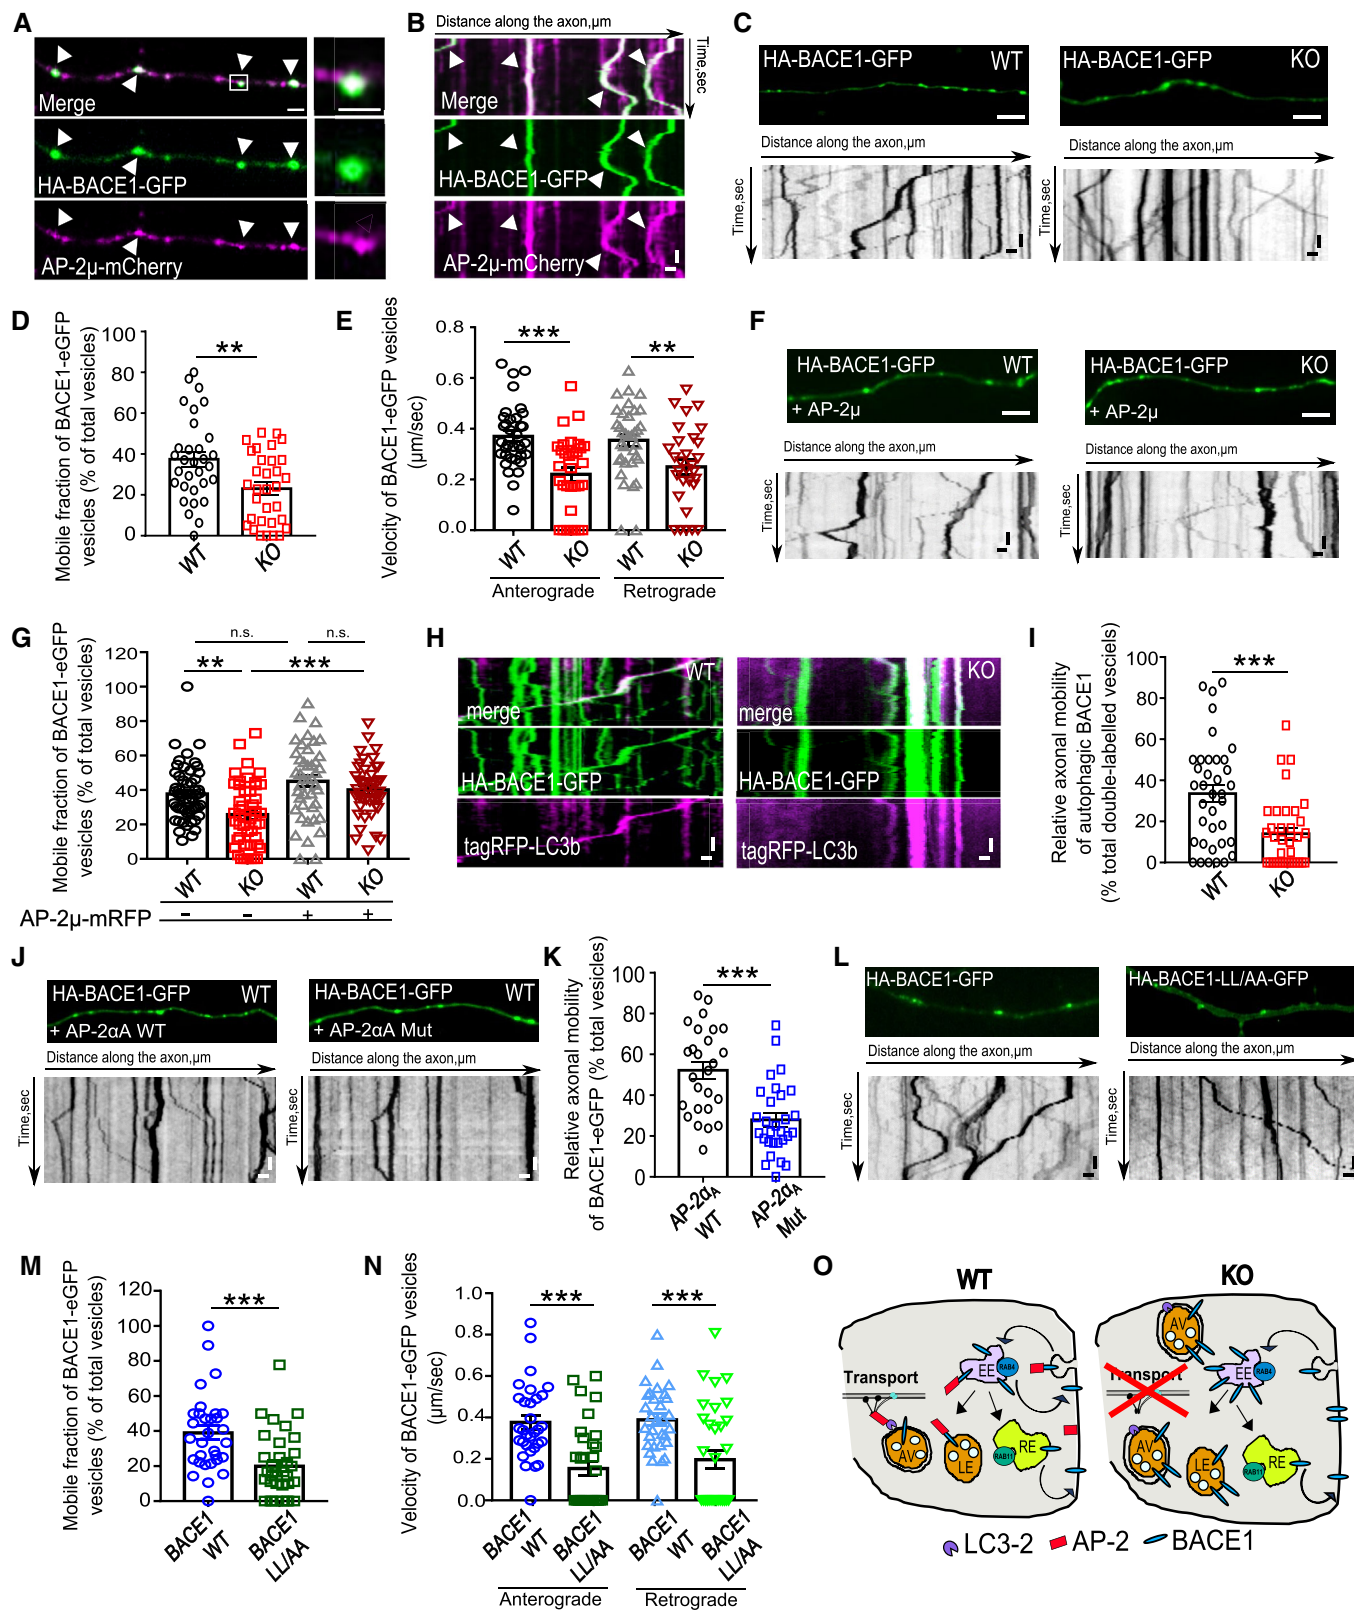 A
Merge
HA-BACE1-GFP
AP-2µ-mCherry
B
Distance along the axon,µm
Time,sec
Merge
HA-BACE1-GFP
AP-2µ-mCherry
C
HA-BACE1-GFP WT
Distance along the axon,µm
Time,sec
HA-BACE1-GFP KO
Distance along the axon,µm
Time,sec
D
Mobile fraction of BACE1-eGFP
vesicles (% of total vesicles)
100
80
60
40
20
0
**
WT
KO
E
Velocity of BACE1-eGFP vesicles
(µm/sec)
0.8
0.6
0.4
0.2
0.0
***
**
WT
KO
WT
KO
Anterograde
Retrograde
F
HA-BACE1-GFP WT
+ AP-2µ
Distance along the axon,µm
Time,sec
HA-BACE1-GFP KO
+ AP-2µ
Distance along the axon,µm
Time,sec
G
Mobile fraction of BACE1-eGFP
vesicles (% of total vesicles)
120
100
80
60
40
20
0
n.s.
n.s.
**
***
WT
KO
WT
KO
AP-2µ-mRFP - - + +
H
WT
merge
HA-BACE1-GFP
tagRFP-LC3b
KO
merge
HA-BACE1-GFP
tagRFP-LC3b
I
Relative axonal mobility
of autophagic BACE1
(% total double-labelled vesciels)
100
80
60
40
20
0
***
WT
KO
J
HA-BACE1-GFP WT
+ AP-2αA WT
Distance along the axon,µm
Time,sec
HA-BACE1-GFP WT
+ AP-2αA Mut
Distance along the axon,µm
Time,sec
K
Relative axonal mobility
of BACE1-eGFP (% total vesicles)
100
80
60
40
20
0
***
AP-2αA
WT
AP-2αA
Mut
L
HA-BACE1-GFP
Distance along the axon,µm
Time,sec
HA-BACE1-LL/AA-GFP
Distance along the axon,µm
Time,sec
M
Mobile fraction of BACE1-eGFP
vesicles (% of total vesicles)
120
100
80
60
40
20
0
***
BACE1
WT
BACE1
LL/AA
N
Velocity of BACE1-eGFP vesicles
(µm/sec)
1.0
0.8
0.6
0.4
0.2
0.0
***
***
BACE1
WT
BACE1
LL/AA
BACE1
WT
BACE1
LL/AA
Anterograde
Retrograde
O
WT
Transport
EE
RAB4
AV
LE
RAB11
RE
KO
AV
Transport
EE
RAB4
AV
LE
RAB11
RE
LC3-2 AP-2 BACE1